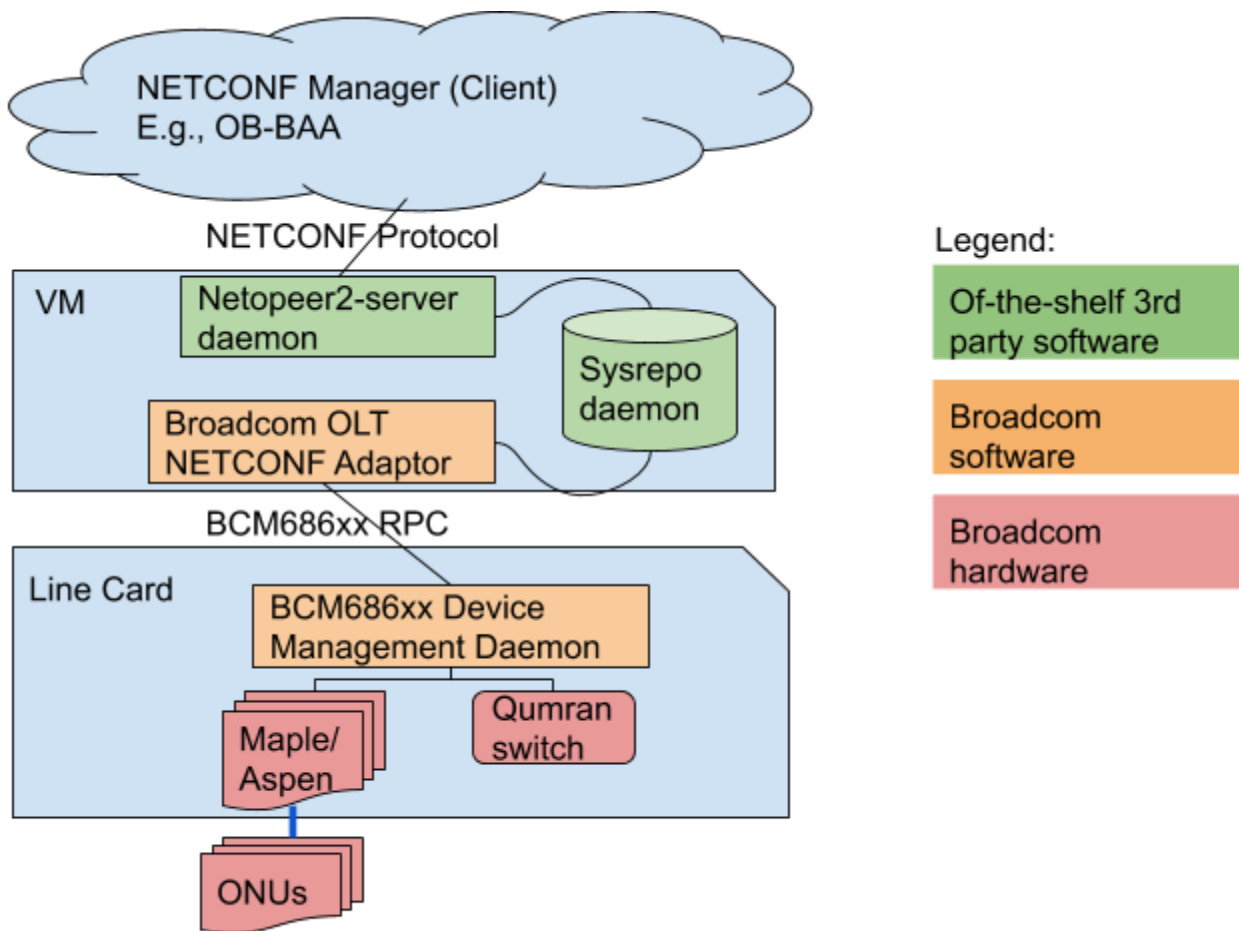 NETCONF Manager (Client)
E.g., OB-BAA
NETCONF Protocol
VM
Netopeer2-server
daemon
Sysrepo
daemon
Broadcom OLT
NETCONF Adaptor
BCM686xx RPC
Line Card
BCM686xx Device
Management Daemon
Maple/
Aspen
Qumran
switch
ONUs
Legend:
Of-the-shelf 3rd
party software
Broadcom
software
Broadcom
hardware